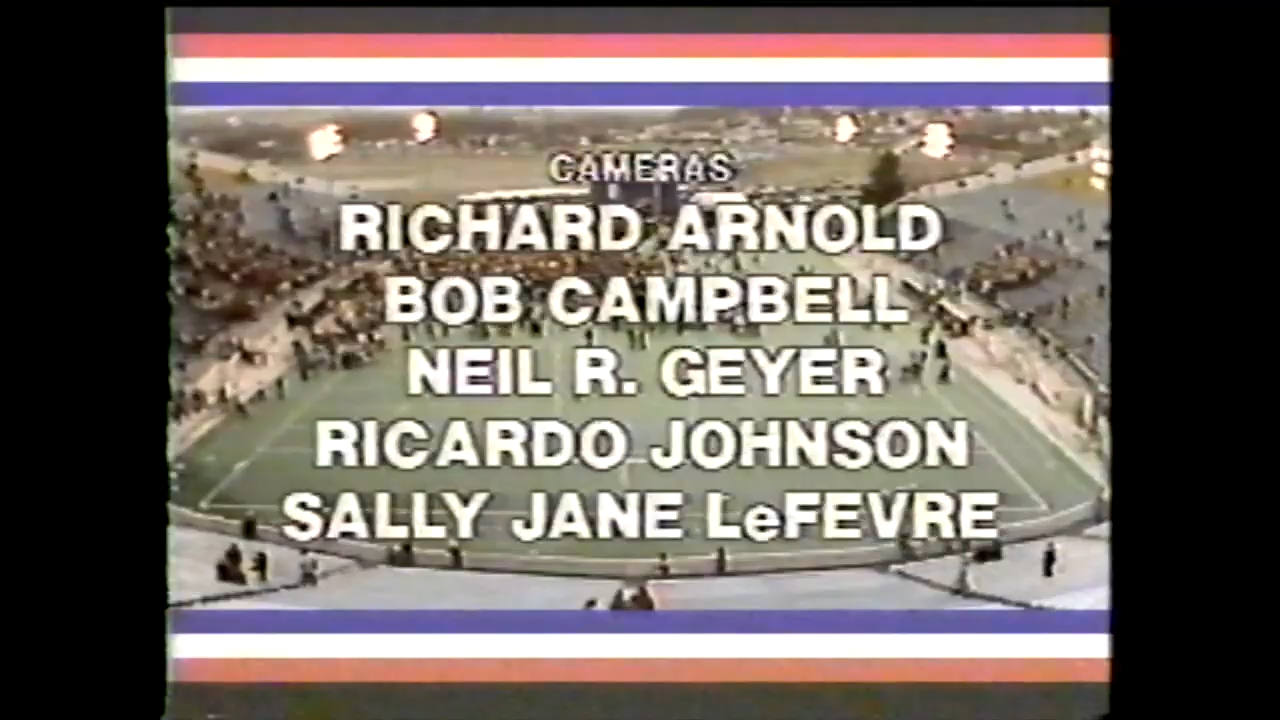 CAMERAS
RICHARD ARNOLD
BOB CAMPBELL
NEIL R. GEYER
RICARDO JOHNSON
SALLY JANE LeFEVRE